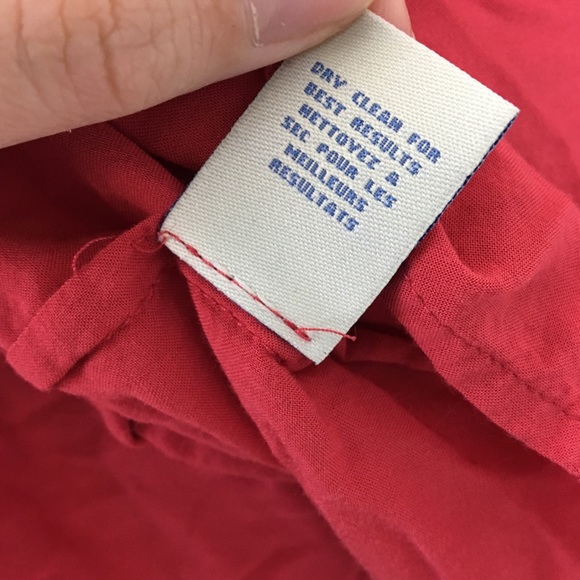 DRY CLEAN FOR
BEST RESULTS
NETTOYEZ A
SEC POUR LES
MEILLEURS
RESULTATS